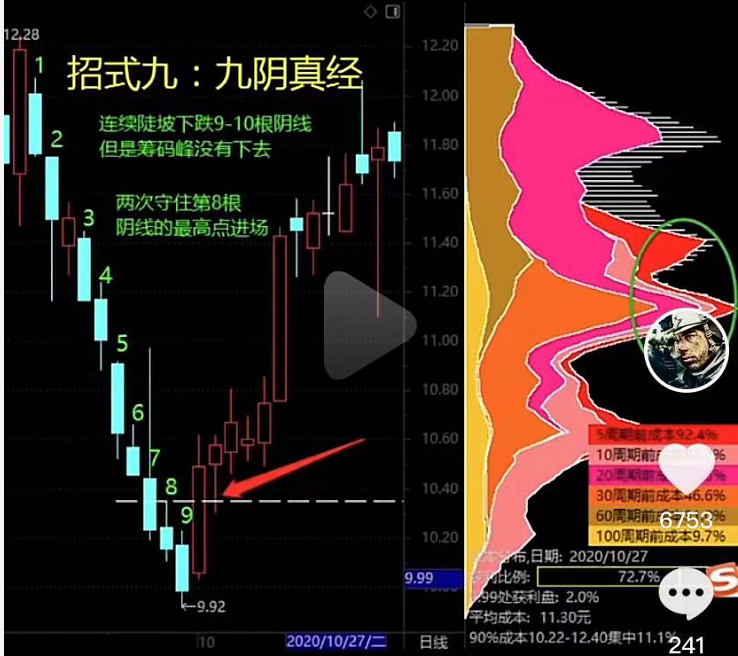 12.28
招式九：九阴真经
连续陡坡下跌9-10根阴线
但是筹码峰没有下去
两次守住第8根
阴线的最高点进场
1
2
3
4
5
6
7
8
9
←9.92
12.20
12.00
11.80
11.60
11.40
11.20
11.00
10.80
10.60
10.40
10.20
9.99
10
2020/10/27/二
日线
5周期前成本92.4%
10周期前成本
20周期前成本
30周期前成本46.6%
60周期前成本
100周期前成本9.7%
本分布,日期: 2020/10/27
利比例: 72.7%
.99处获利盘: 2.0%
平均成本: 11.30元
90%成本10.22-12.40集中11.1%
6753
241
S